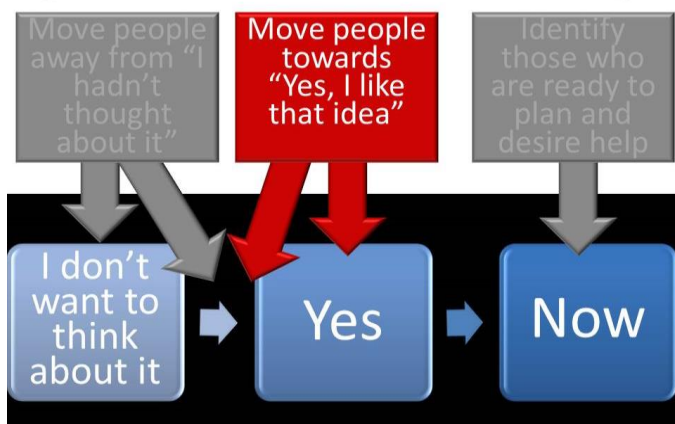 Move people
away from “I
hadn’t
thought
about it”
Move people
towards
“Yes, I like
that idea”
Identify
those who
are ready to
plan and
desire help
I don’t
want to
think
about it
Yes
Now